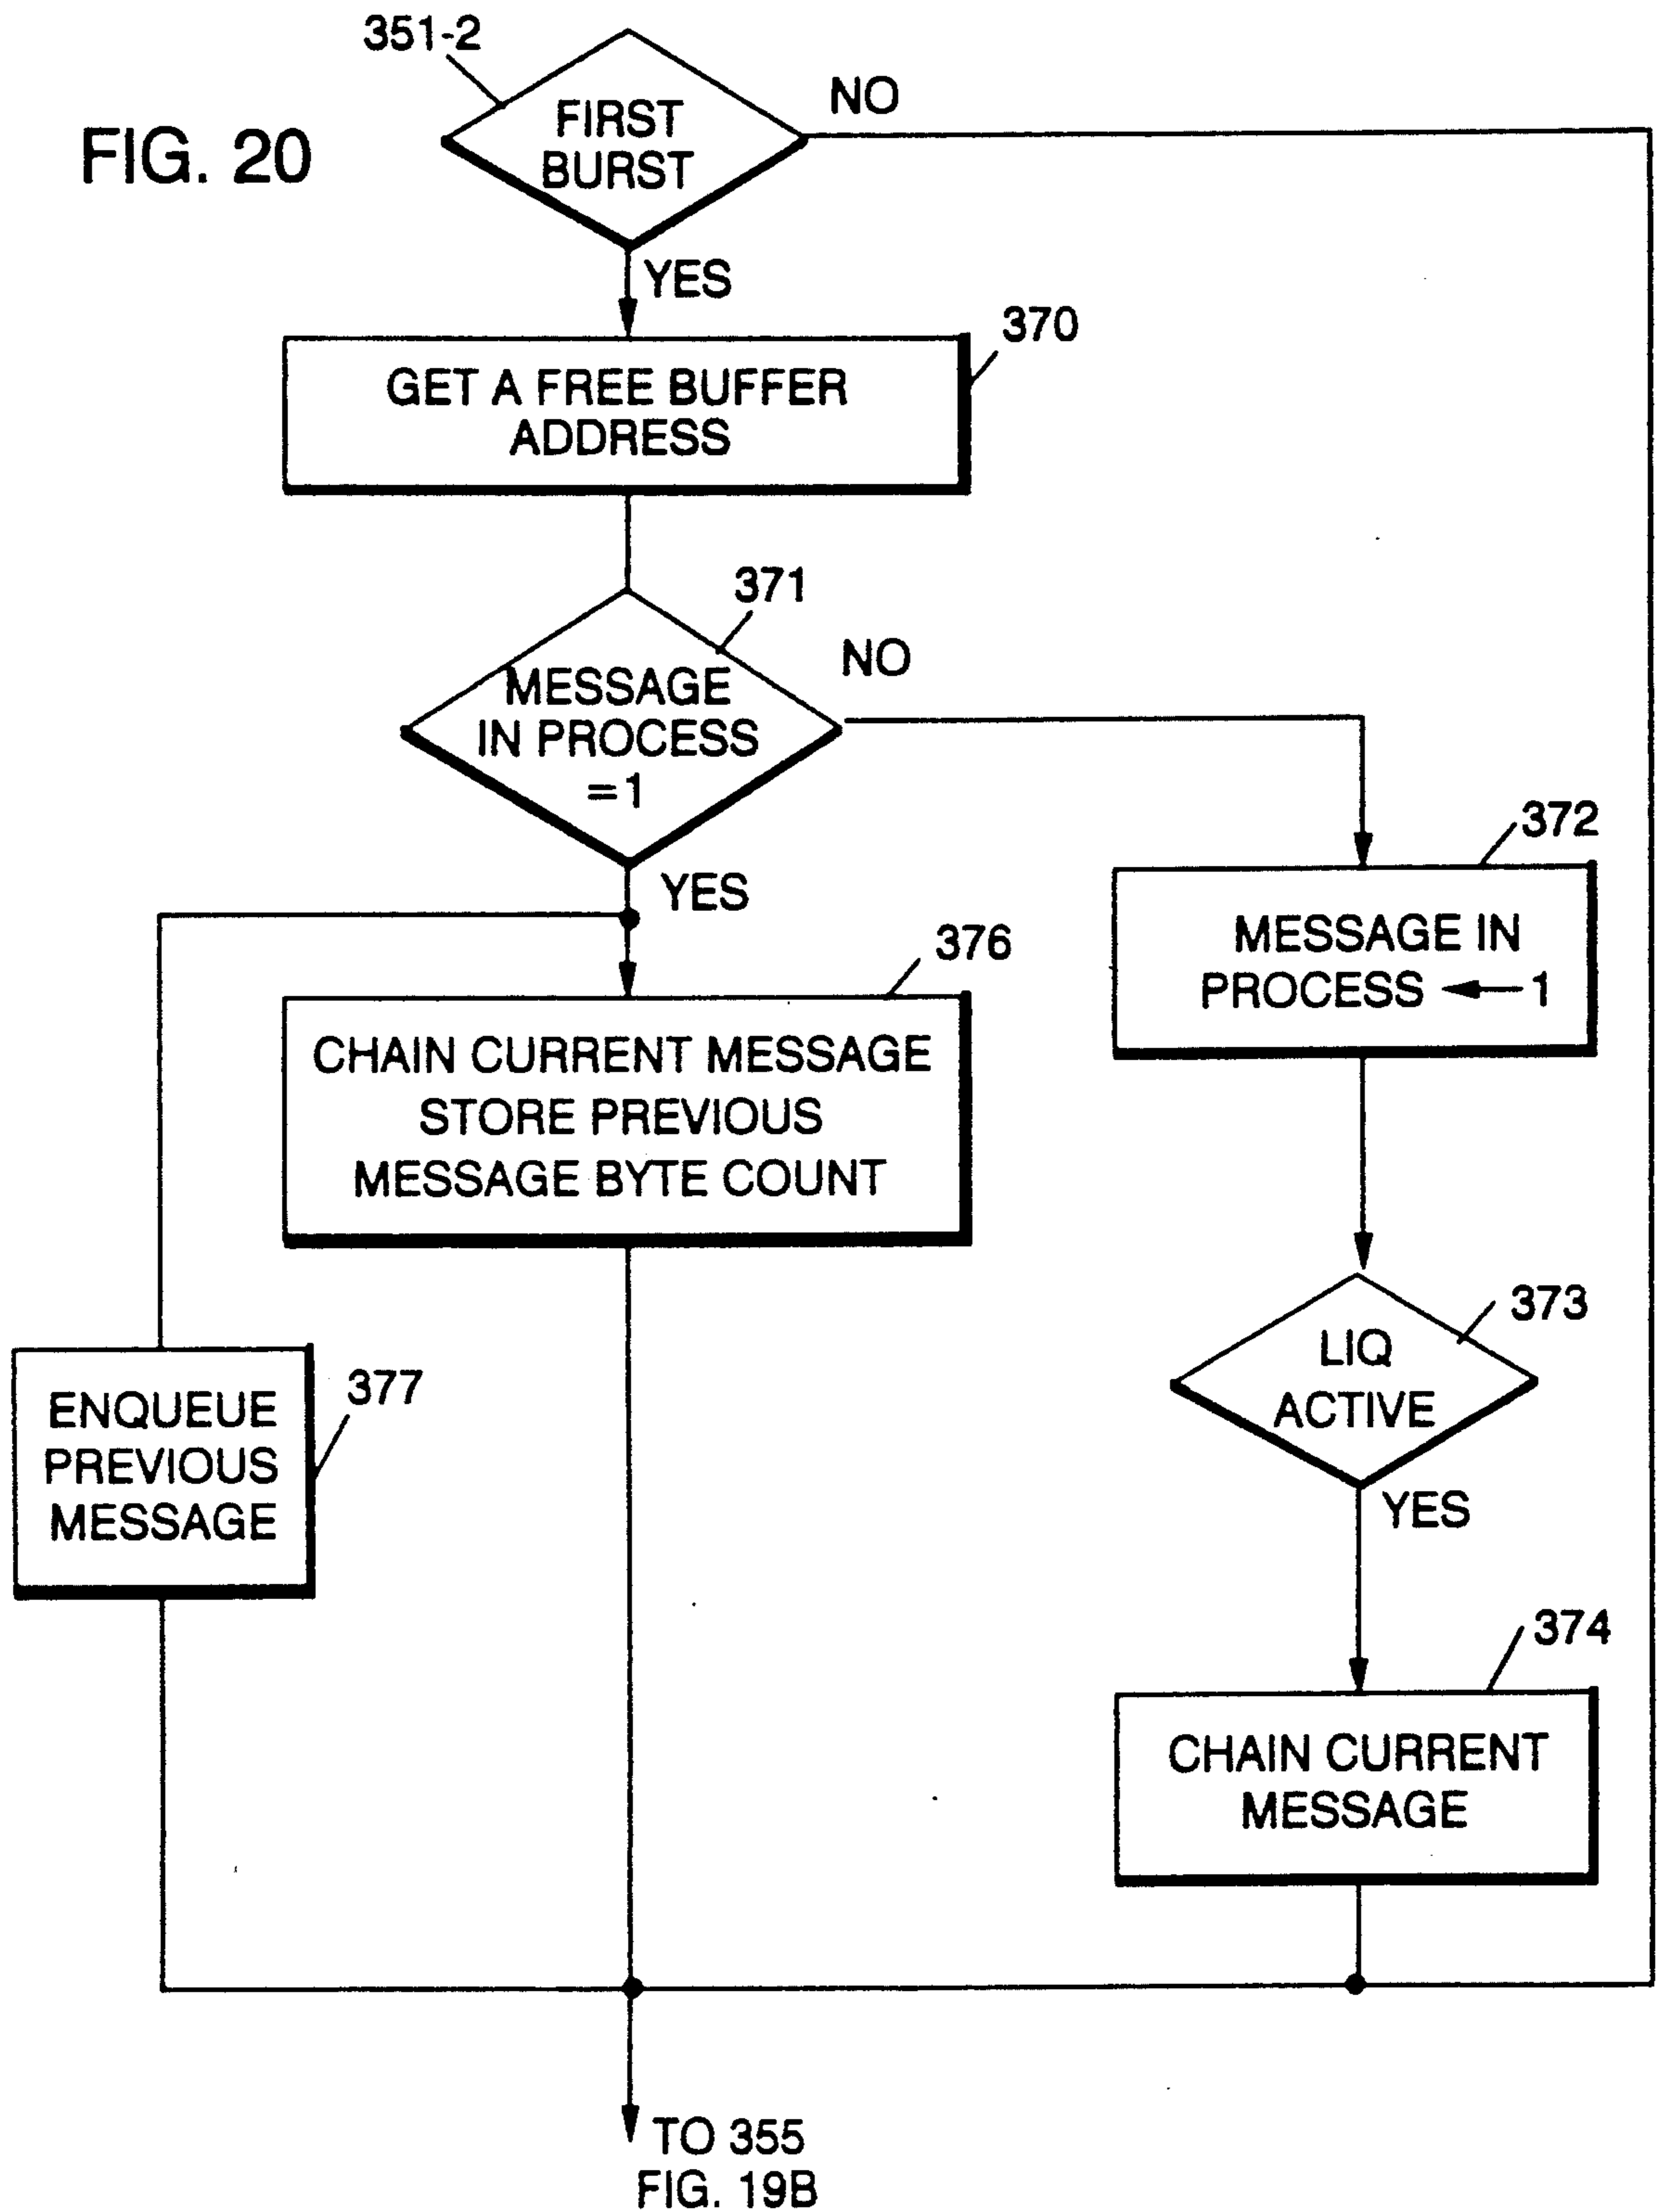 351-2
NO
FIG. 20
FIRST
BURST
YES
370
GET A FREE BUFFER
ADDRESS
371
NO
MESSAGE
IN PROCESS
=1
372
YES
MESSAGE IN
PROCESS ← 1
376
CHAIN CURRENT MESSAGE
STORE PREVIOUS
MESSAGE BYTE COUNT
373
LIQ
ACTIVE
377
ENQUEUE
PREVIOUS
MESSAGE
YES
374
CHAIN CURRENT
MESSAGE
TO 355
FIG. 19B